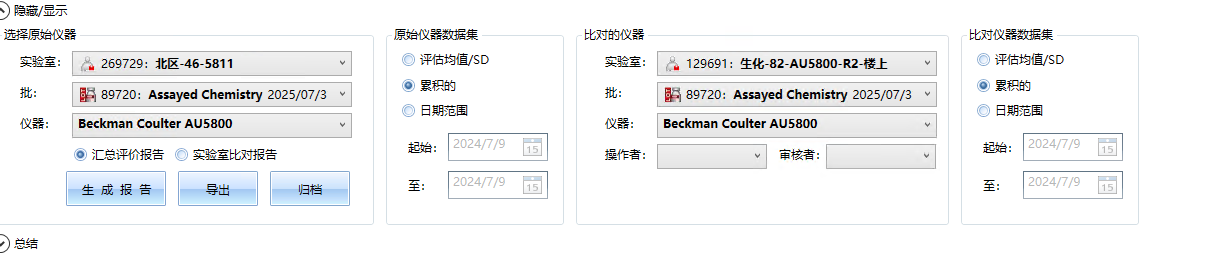 隐藏/显示
选择原始仪器
实验室： 269729：北区-46-5811
批： 89720：Assayed Chemistry 2025/07/3
仪器： Beckman Coulter AU5800
汇总评价报告 实验室比对报告
生 成 报 告 导出 归档
原始仪器数据集
评估均值/SD
累积的
日期范围
起始： 2024/7/9 15
至： 2024/7/9 15
比对的仪器
实验室： 129691：生化-82-AU5800-R2-楼上
批： 89720：Assayed Chemistry 2025/07/3
仪器： Beckman Coulter AU5800
操作者： 审核者：
比对仪器数据集
评估均值/SD
累积的
日期范围
起始： 2024/7/9 15
至： 2024/7/9 15
总结